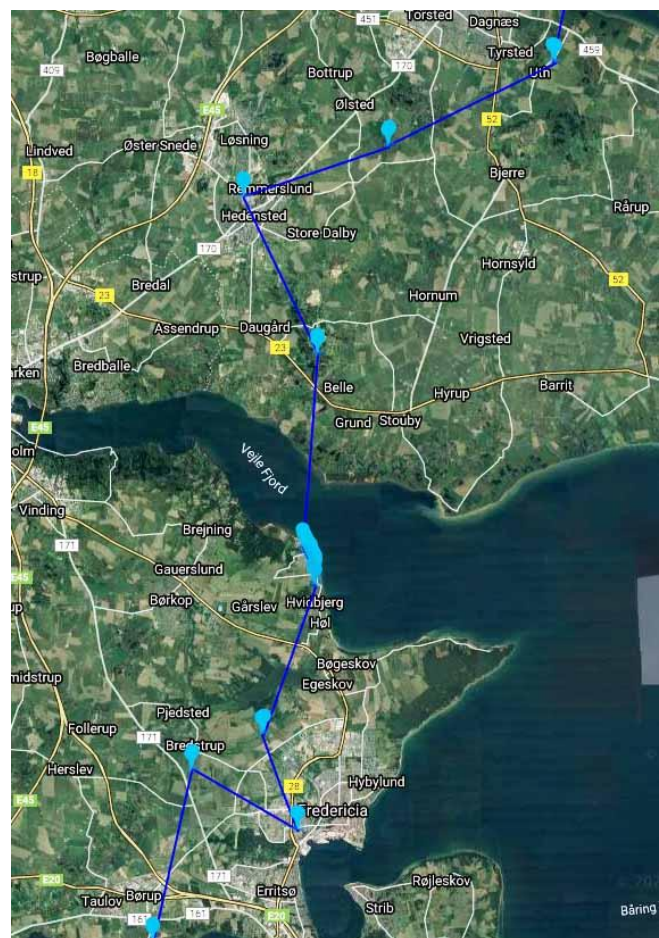 451
Torsted
Dagnæs
Bøgballe
Tyrsted
459
170
409
Bottrup
Utn
Ølsted
E45
52
Øster Snede
Løsning
Lindved
18
Bjerre
Remmerslund
Rårup
Hedensted
Store Dalby
170
Hornsyld
strup
52
Bredal
23
Hornum
Assendrup
Daugård
23
Vrigsted
Bredballe
arken
Belle
Hyrup
Barrit
Grund
Stouby
E45
olm
Vejle Fjord
Vinding
Brejning
171
Gauerslund
E45
Børkop
Gårslev
Hvidbjerg
up
Høl
Bøgeskov
Egeskov
midstrup
Pjedsted
Follerup
171
Bredstrup
Herslev
28
Hybylund
E45
Fredericia
E20
171
Røjleskov
Børup
Erritsø
Taulov
161
161
E20
Strib
Båring